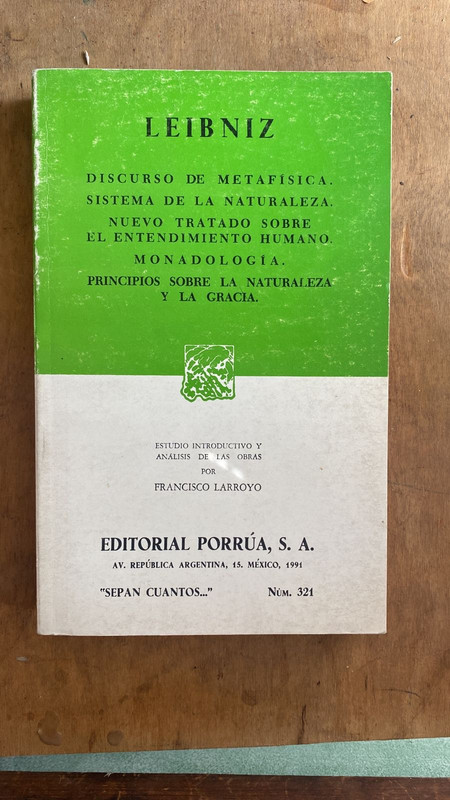 LEIBNIZ
DISCURSO DE METAFÍSICA.
SISTEMA DE LA NATURALEZA.
NUEVO TRATADO SOBRE
EL ENTENDIMIENTO HUMANO.
MONADOLOGÍA.
PRINCIPIOS SOBRE LA NATURALEZA
Y LA GRACIA.
ESTUDIO INTRODUCTIVO Y
ANÁLISIS DE LAS OBRAS
POR
FRANCISCO LARROYO
EDITORIAL PORRÚA, S. A.
AV. REPÚBLICA ARGENTINA, 15. MÉXICO, 1991
"SEPAN CUANTOS..." NÚM. 321